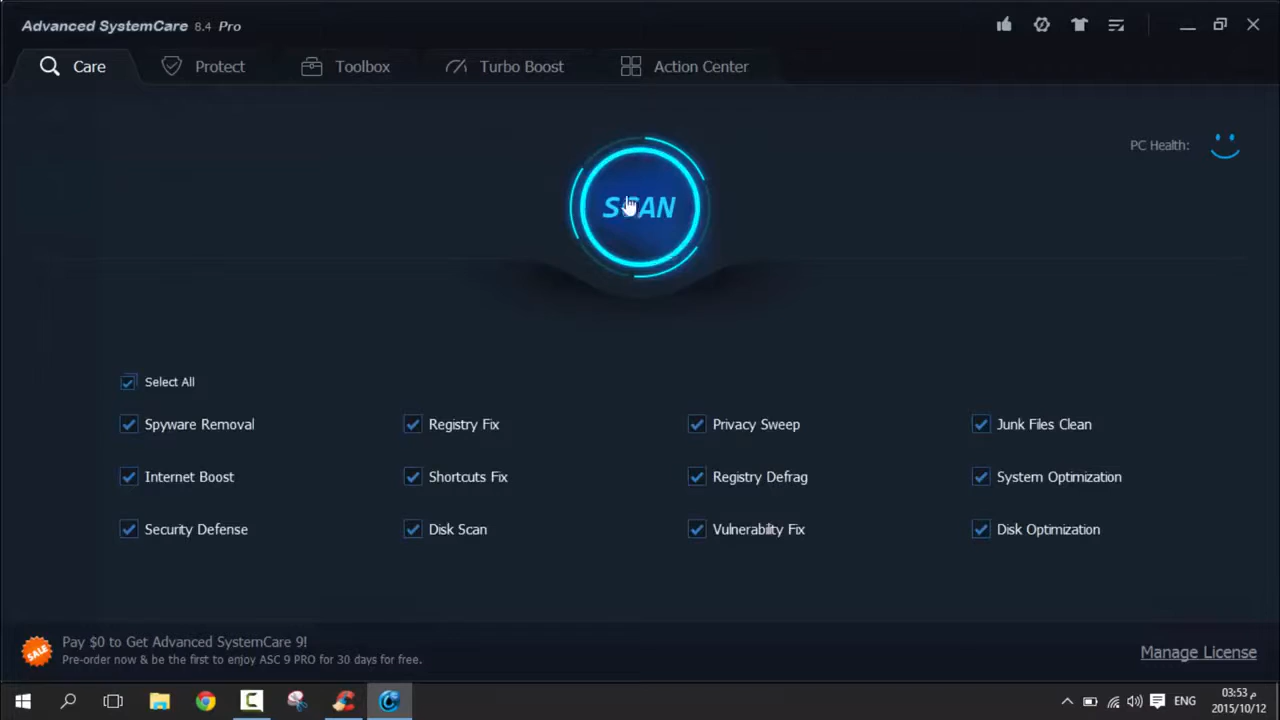 Advanced SystemCare 8.4 Pro
Care Protect Toolbox Turbo Boost Action Center
PC Health:
SCAN
Select All
Spyware Removal Registry Fix Privacy Sweep Junk Files Clean
Internet Boost Shortcuts Fix Registry Defrag System Optimization
Security Defense Disk Scan Vulnerability Fix Disk Optimization
SALE
Pay $0 to Get Advanced SystemCare 9!
Pre-order now & be the first to enjoy ASC 9 PRO for 30 days for free.
Manage License
ENG
03:53 م
2015/10/12